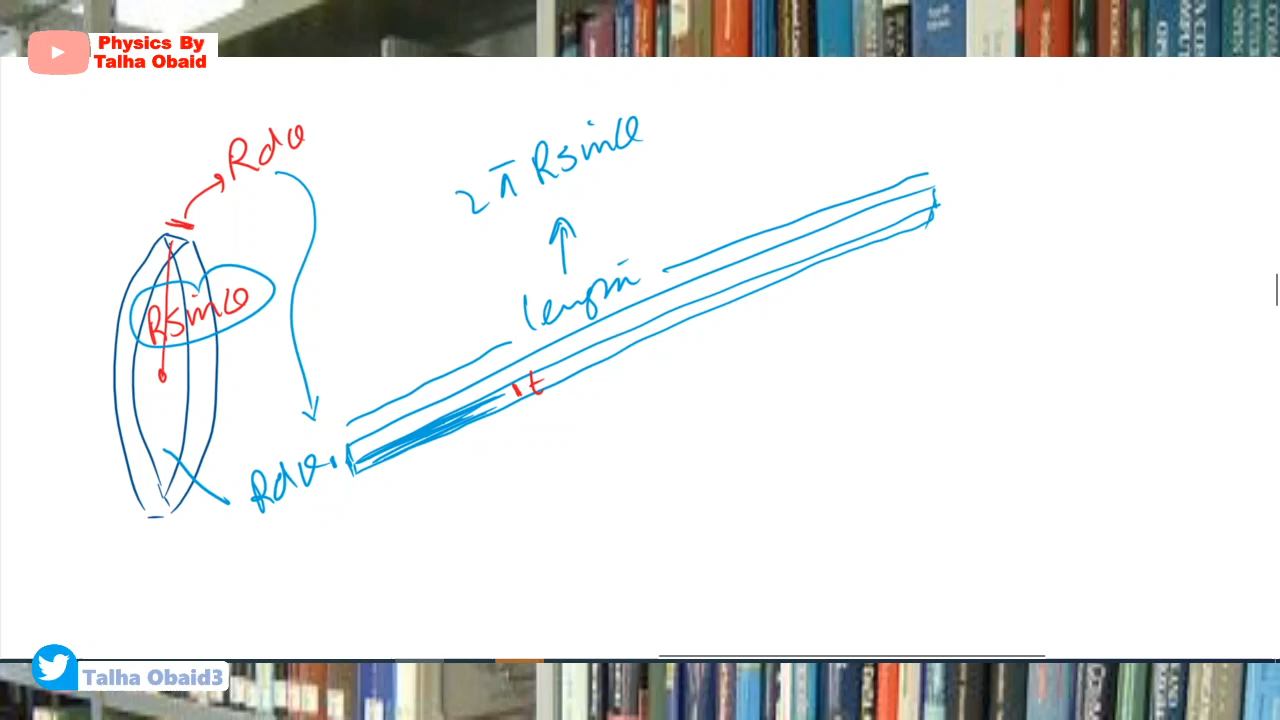 Physics By
Talha Obaid
Rdθ
2π Rsinθ
Rsinθ
length
t
Rdθ
Talha Obaid3